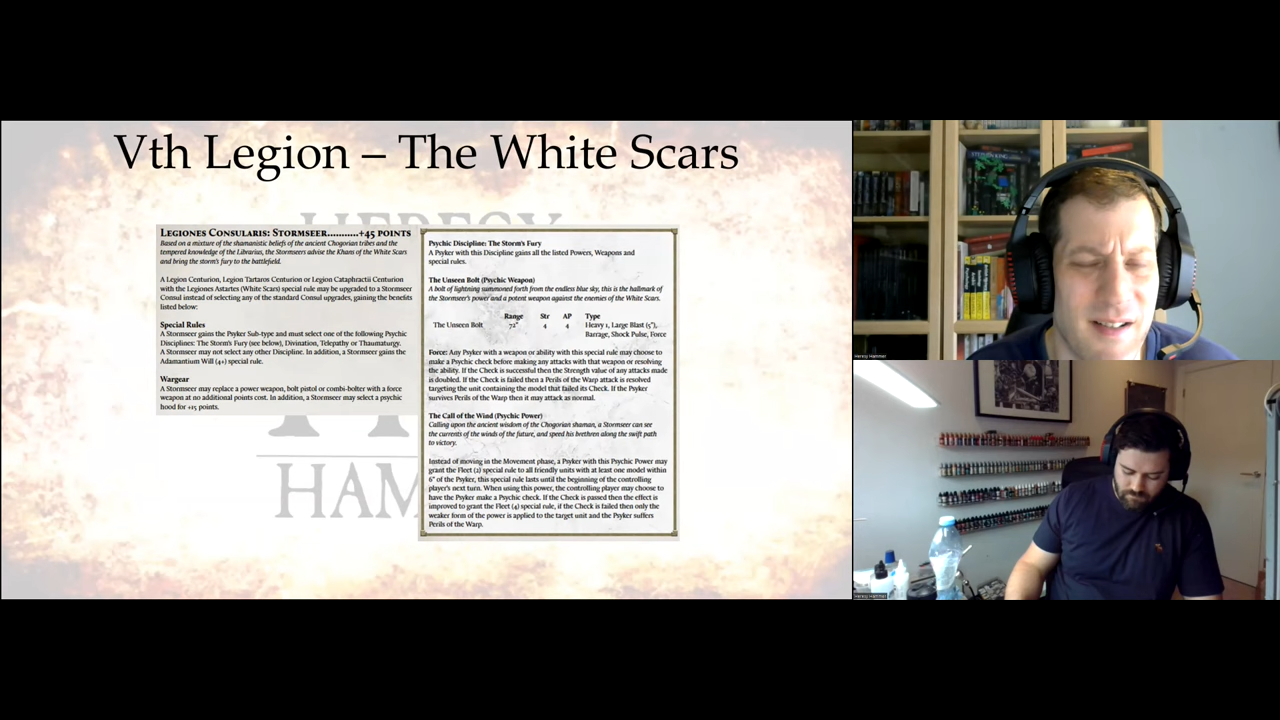 Vth Legion – The White Scars
HERESY
HAM
LEGIONES CONSULARIS: STORMSEER...........+45 POINTS
Based on a mixture of the shamanistic beliefs of the ancient Chogorian tribes and the
tempered knowledge of the Librarius, the Stormseers advise the Khans of the White Scars
and bring the storm's fury to the battlefield.
A Legion Centurion, Legion Tartaros Centurion or Legion Cataphractii Centurion
with the Legiones Astartes (White Scars) special rule may be upgraded to a Stormseer
Consul instead of selecting any of the standard Consul upgrades, gaining the benefits
listed below:
Special Rules
A Stormseer gains the Psyker Sub-type and must select one of the following Psychic
Disciplines: The Storm's Fury (see below), Divination, Telepathy or Thaumaturgy.
A Stormseer may not select any other Discipline. In addition, a Stormseer gains the
Adamantium Will (4+) special rule.
Wargear
A Stormseer may replace a power weapon, bolt pistol or combi-bolter with a force
weapon at no additional points cost. In addition, a Stormseer may select a psychic
hood for +15 points.
Psychic Discipline: The Storm's Fury
A Psyker with this Discipline gains all the listed Powers, Weapons and
special rules.
The Unseen Bolt (Psychic Weapon)
A bolt of lightning summoned forth from the endless blue sky, this is the hallmark of
the Stormseer's power and a potent weapon against the enemies of the White Scars.
Range Str AP Type
The Unseen Bolt 72" 4 4 Heavy 1, Large Blast (5"),
Barrage, Shock Pulse, Force
Force: Any Psyker with a weapon or ability with this special rule may choose to
make a Psychic check before making any attacks with that weapon or resolving
the ability. If the Check is successful then the Strength value of any attacks made
is doubled. If the Check is failed then a Perils of the Warp attack is resolved
targeting the unit containing the model that failed its Check. If the Psyker
survives Perils of the Warp then it may attack as normal.
The Call of the Wind (Psychic Power)
Calling upon the ancient wisdom of the Chogorian shaman, a Stormseer can see
the currents of the winds of the future, and speed his brethren along the swift path
to victory.
Instead of moving in the Movement phase, a Psyker with this Psychic Power may
grant the Fleet (2) special rule to all friendly units with at least one model within
6" of the Psyker, this special rule lasts until the beginning of the controlling
player's next turn. When using this power, the controlling player may choose to
have the Psyker make a Psychic check. If the Check is passed then the effect is
improved to grant the Fleet (4) special rule, if the Check is failed then only the
weaker form of the power is applied to the target unit and the Psyker suffers
Perils of the Warp.
STEPHEN KING
Henry Hammer